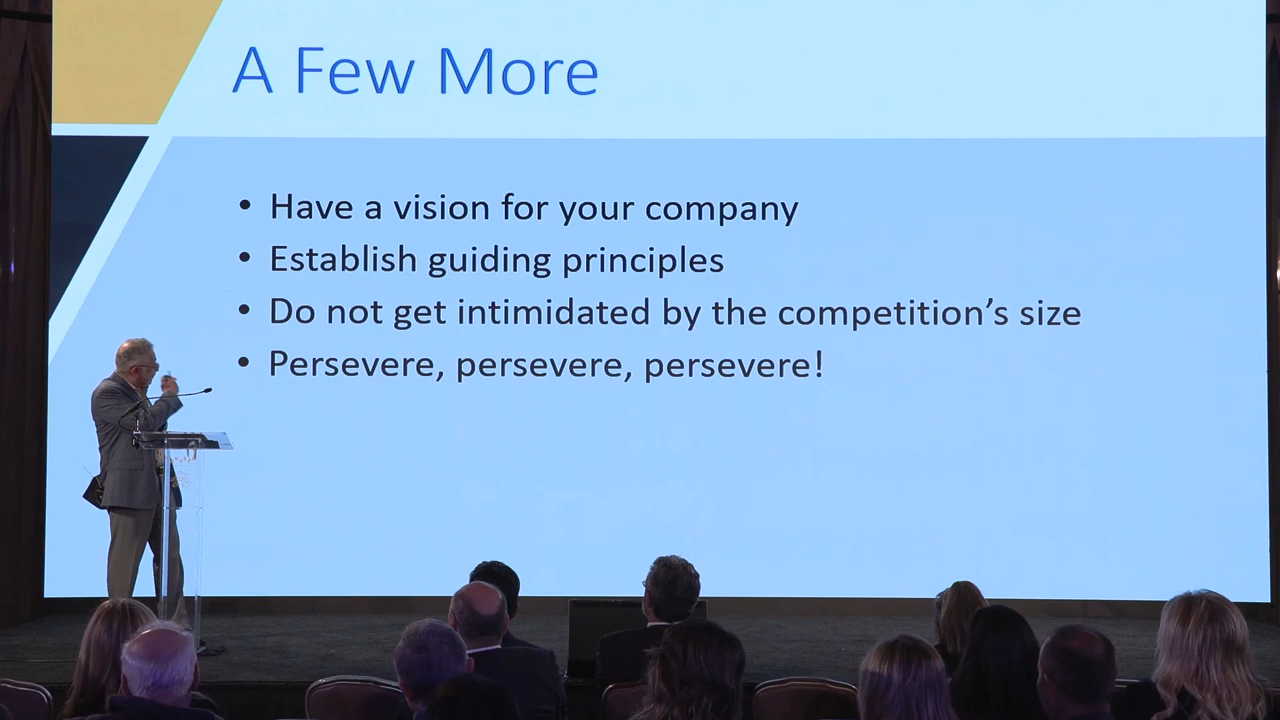 A Few More
• Have a vision for your company
• Establish guiding principles
• Do not get intimidated by the competition’s size
• Persevere, persevere, persevere!